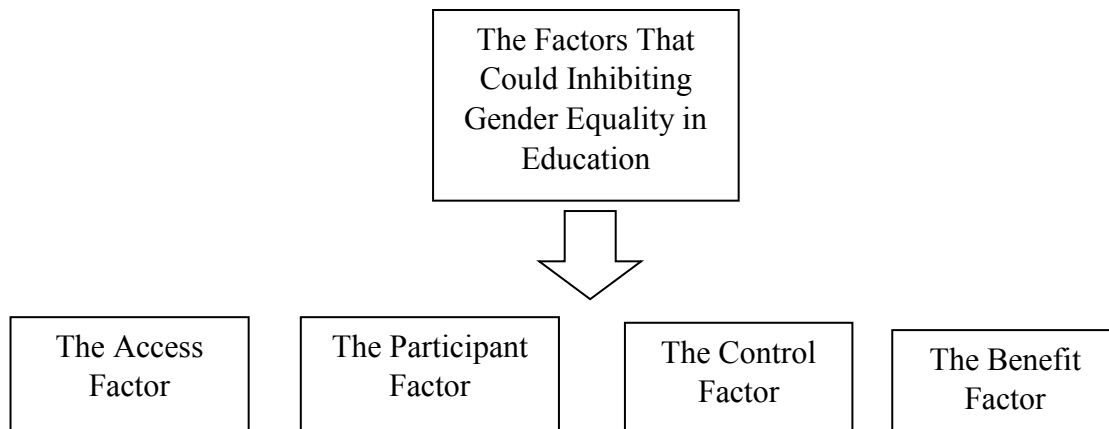 The Factors That
Could Inhibiting
Gender Equality in
Education
The Access
Factor
The Participant
Factor
The Control
Factor
The Benefit
Factor